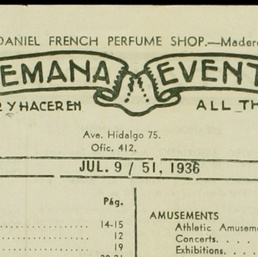 DANIEL FRENCH PERFUME SHOP.—Mader
EMANA EVENT
Y HACER EN ALL TH
Ave. Hidalgo 75.
Ofic. 412.
JUL. 9 / 51, 1936
Pág.
14-15
12
19
AMUSEMENTS
Athletic Amuseme
Concerts. . . .
Exhibitions. . .